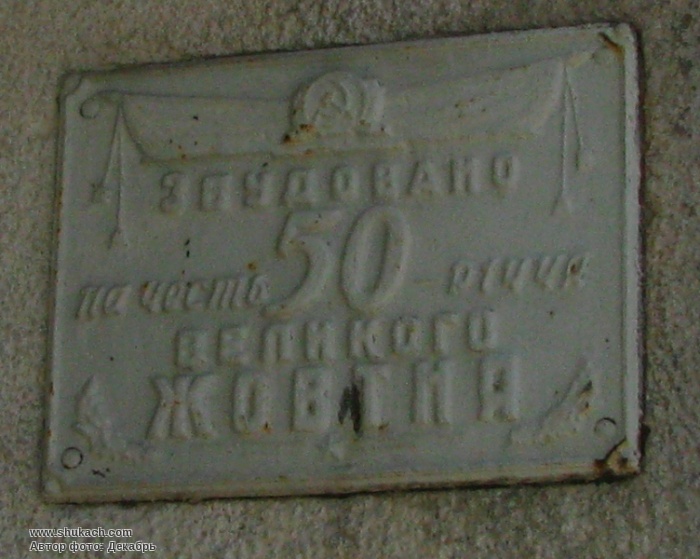 ЗБУДОВАНО
на честь 50-річчя
ВЕЛИКОГО
ЖОВТНЯ
www.shukach.com
Автор фото: Декабрь